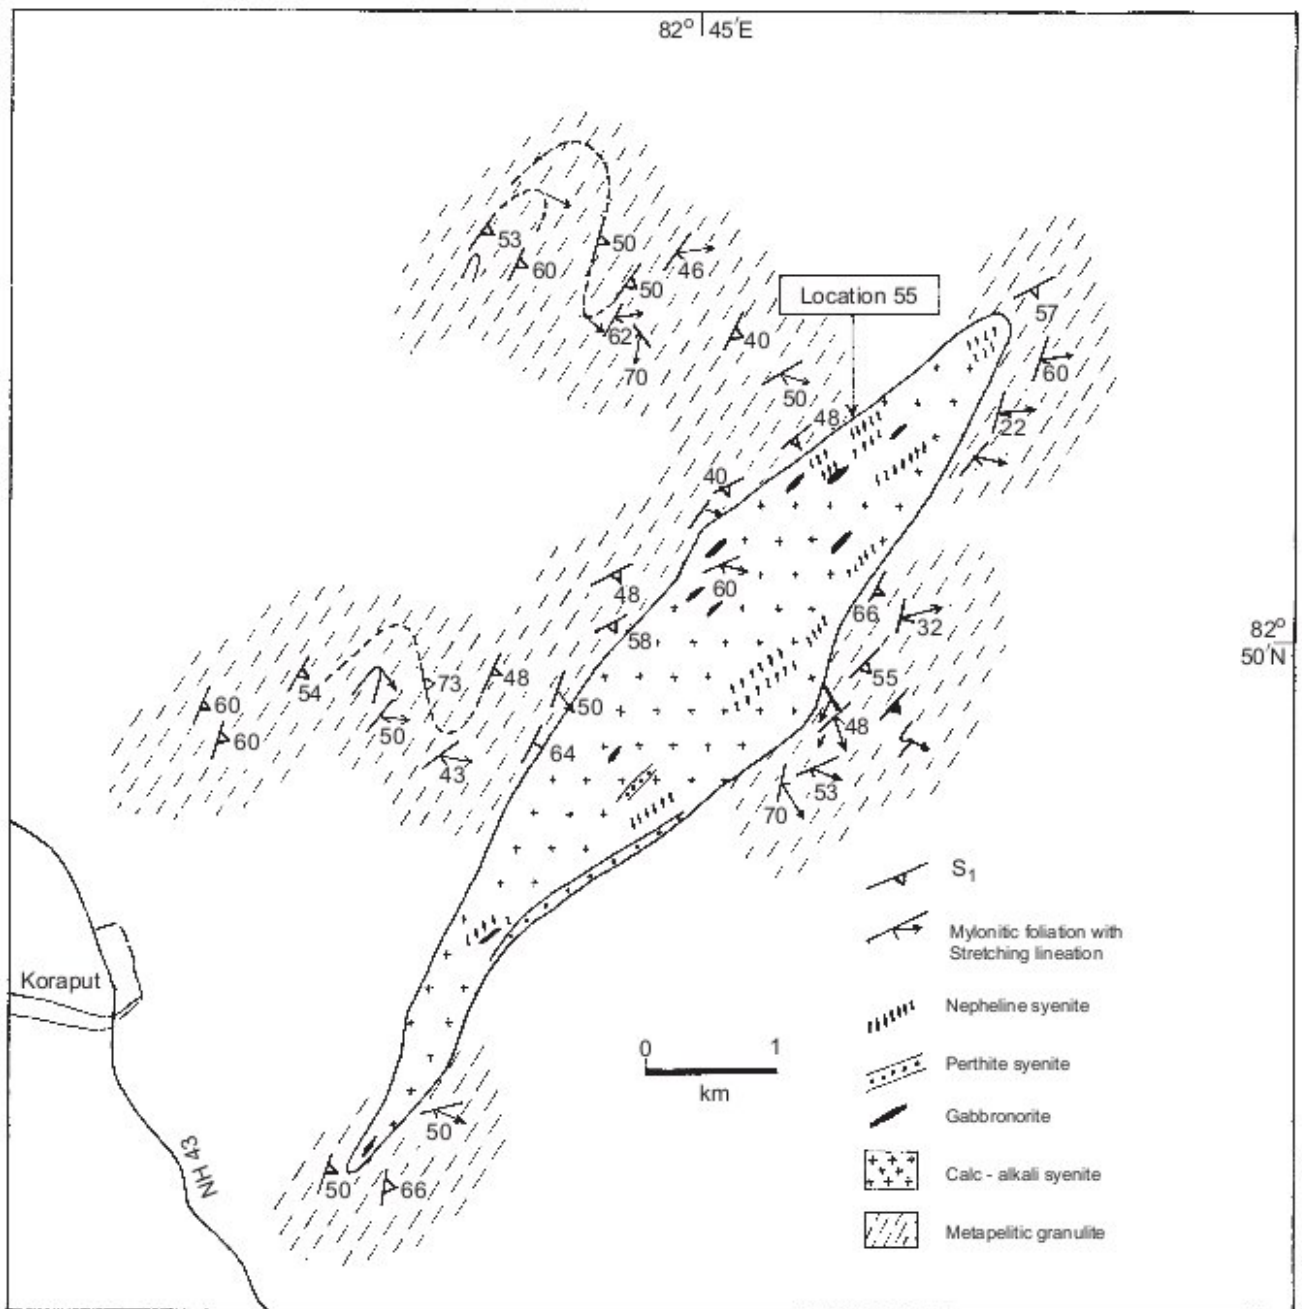 82° 45′E
53
60
50
50
46
62
70
40
50
Location 55
57
60
22
48
40
48
58
60
66
32
82°
50′N
55
48
53
70
60
60
54
50
73
48
43
50
64
S₁
Mylonitic foliation with
Stretching lineation
Nepheline syenite
Perthite syenite
Gabbronorite
Calc - alkali syenite
Metapelitic granulite
0 1
km
Koraput
NH 43
50
50
66